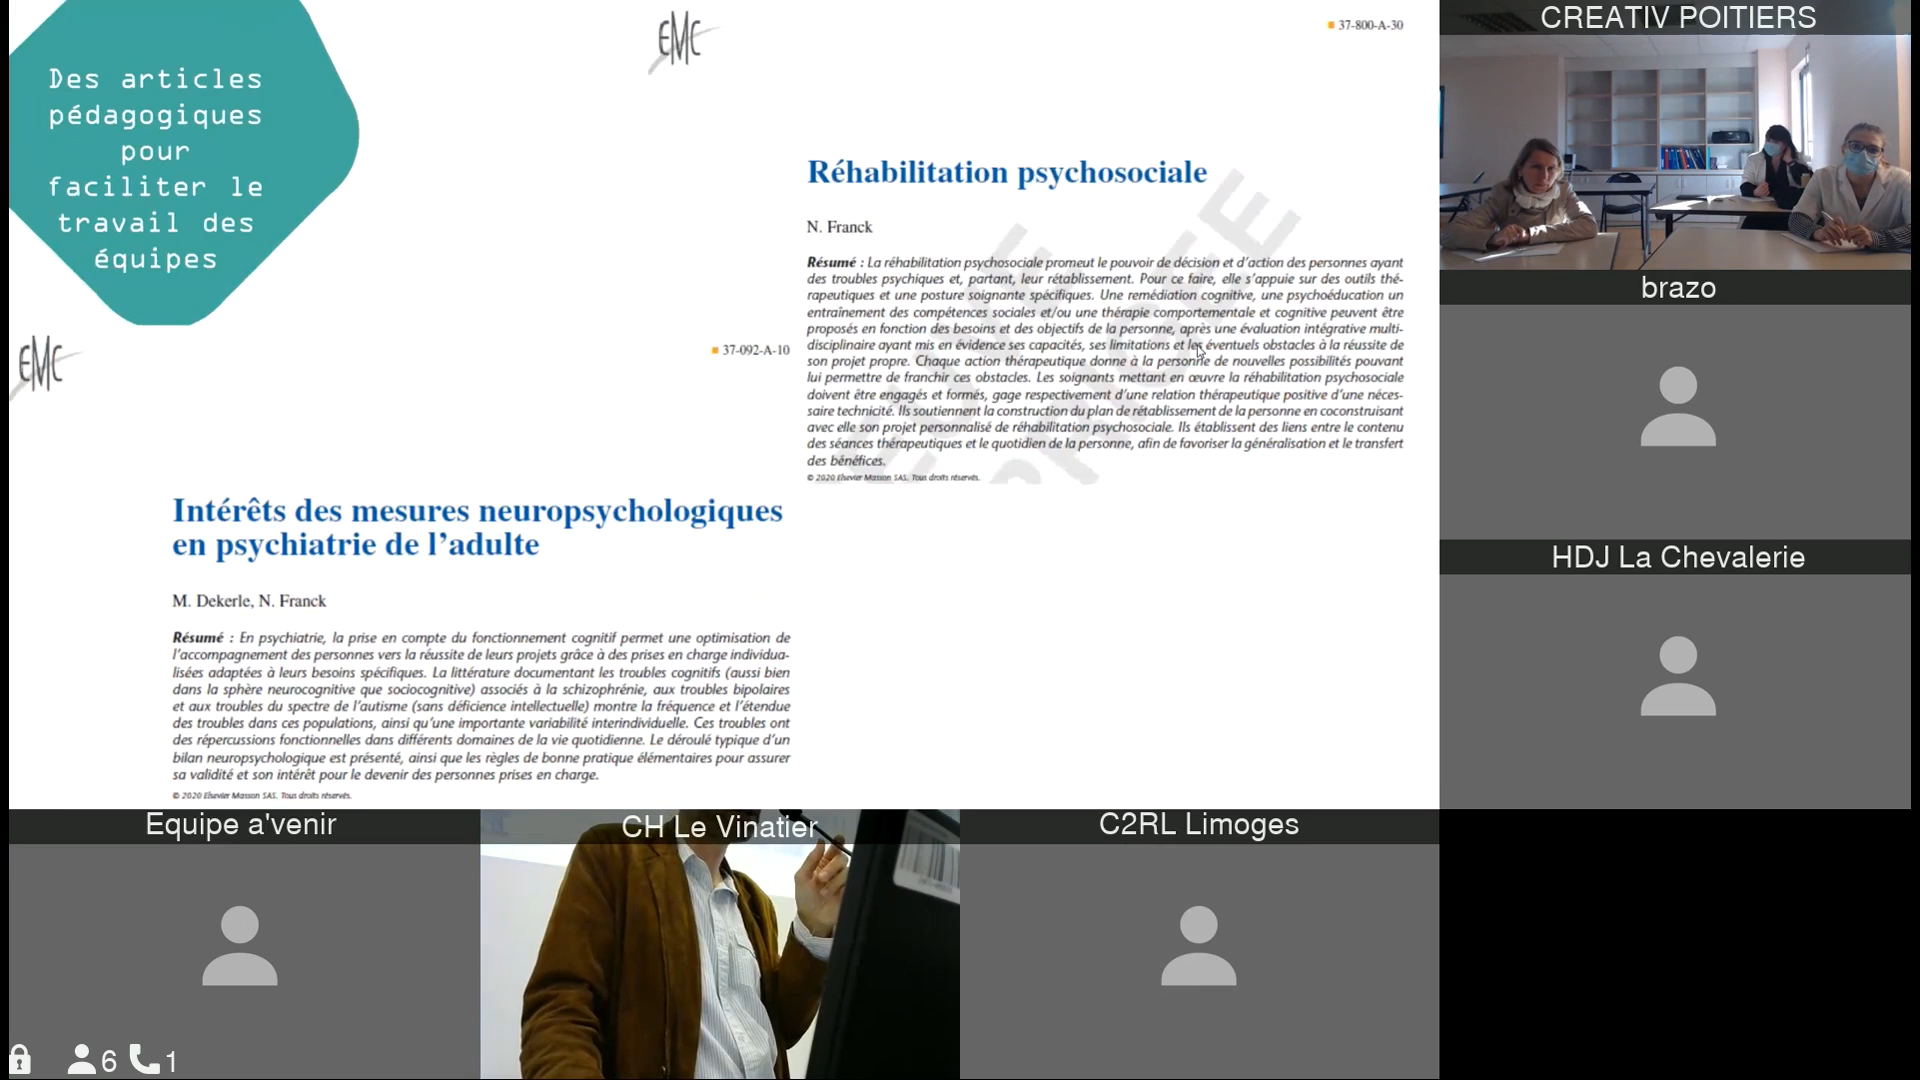 Des articles
pédagogiques
pour
faciliter le
travail des
équipes
EMC
37-800-A-30
Réhabilitation psychosociale
N. Franck
Résumé : La réhabilitation psychosociale promeut le pouvoir de décision et d'action des personnes ayant
des troubles psychiques et, partant, leur rétablissement. Pour ce faire, elle s'appuie sur des outils thé-
rapeutiques et une posture soignante spécifiques. Une remédiation cognitive, une psychoéducation un
entraînement des compétences sociales et/ou une thérapie comportementale et cognitive peuvent être
proposés en fonction des besoins et des objectifs de la personne, après une évaluation intégrative multi-
disciplinaire ayant mis en évidence ses capacités, ses limitations et les éventuels obstacles à la réussite de
son projet propre. Chaque action thérapeutique donne à la personne de nouvelles possibilités pouvant
lui permettre de franchir ces obstacles. Les soignants mettant en œuvre la réhabilitation psychosociale
doivent être engagés et formés, gage respectivement d'une relation thérapeutique positive d'une néces-
saire technicité. Ils soutiennent la construction du plan de rétablissement de la personne en coconstruisant
avec elle son projet personnalisé de réhabilitation psychosociale. Ils établissent des liens entre le contenu
des séances thérapeutiques et le quotidien de la personne, afin de favoriser la généralisation et le transfert
des bénéfices.
© 2020 Elsevier Masson SAS. Tous droits réservés.
EMC
37-092-A-10
Intérêts des mesures neuropsychologiques
en psychiatrie de l'adulte
M. Dekerle, N. Franck
Résumé : En psychiatrie, la prise en compte du fonctionnement cognitif permet une optimisation de
l'accompagnement des personnes vers la réussite de leurs projets grâce à des prises en charge individua-
lisées adaptées à leurs besoins spécifiques. La littérature documentant les troubles cognitifs (aussi bien
dans la sphère neurocognitive que sociocognitive) associés à la schizophrénie, aux troubles bipolaires
et aux troubles du spectre de l'autisme (sans déficience intellectuelle) montre la fréquence et l'étendue
des troubles dans ces populations, ainsi qu'une importante variabilité interindividuelle. Ces troubles ont
des répercussions fonctionnelles dans différents domaines de la vie quotidienne. Le déroulé typique d'un
bilan neuropsychologique est présenté, ainsi que les règles de bonne pratique élémentaires pour assurer
sa validité et son intérêt pour le devenir des personnes prises en charge.
© 2020 Elsevier Masson SAS. Tous droits réservés.
CREATIV POITIERS
brazo
HDJ La Chevalerie
Equipe a'venir
CH Le Vinatier
C2RL Limoges
6 1